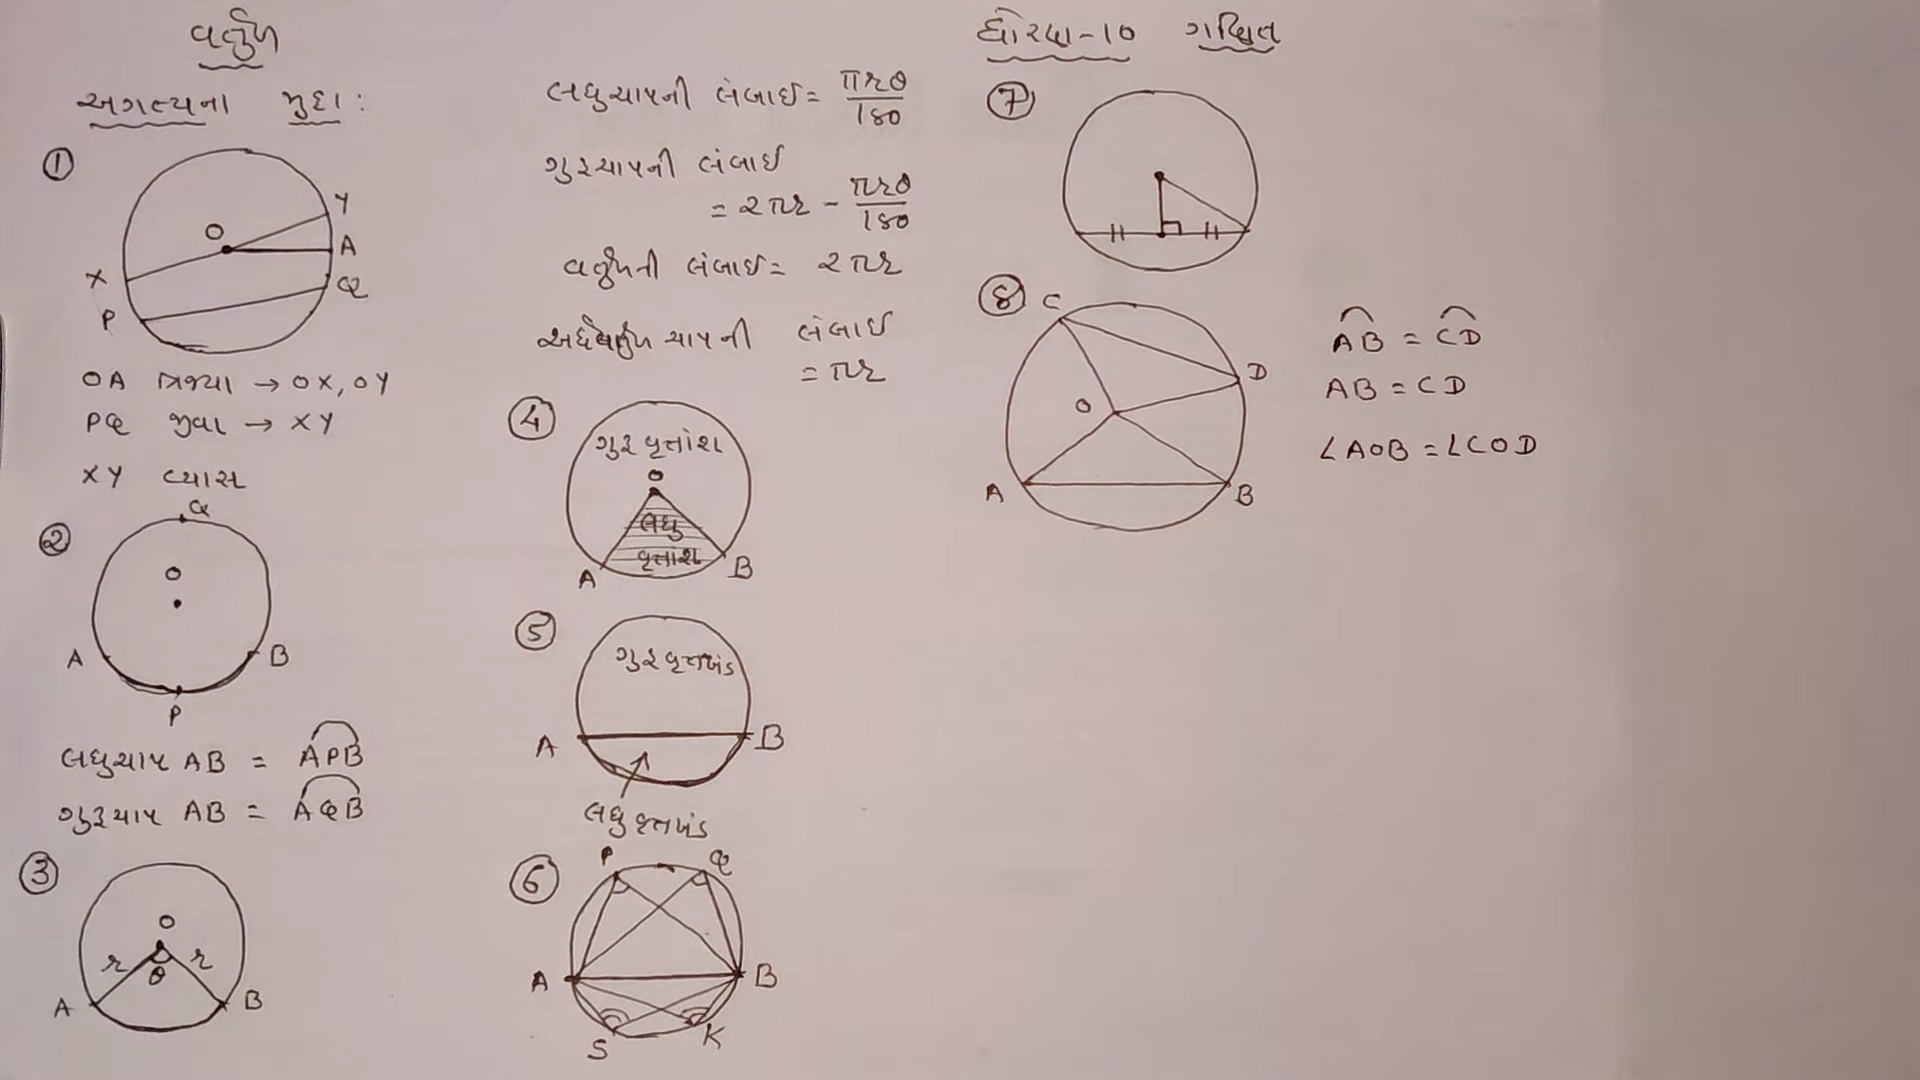 વર્તુળ
અગત્યના મુદ્દા :
①
O
Y
A
X
Q
P
OA ત્રિજ્યા → OX, OY
PQ જીવા → XY
XY વ્યાસ
②
Q
O
A
B
P
લઘુચાપ AB = APB
ગુરુચાપ AB = AQB
③
O
r r
θ
A
B
લઘુચાપની લંબાઈ = πrθ/180
ગુરુચાપની લંબાઈ
= 2πr - πrθ/180
વર્તુળની લંબાઈ = 2πr
અર્ધવર્તુળ ચાપની લંબાઈ
= πr
④
ગુરુ વૃત્તાંશ
O
લઘુ
વૃત્તાંશ
A
B
⑤
ગુરુ વૃત્તખંડ
A
B
લઘુ વૃત્તખંડ
⑥
P
Q
A
B
S
K
ધોરણ-10 ગણિત
⑦
⑧
C
D
O
A
B
AB = CD
AB = CD
∠AOB = ∠COD